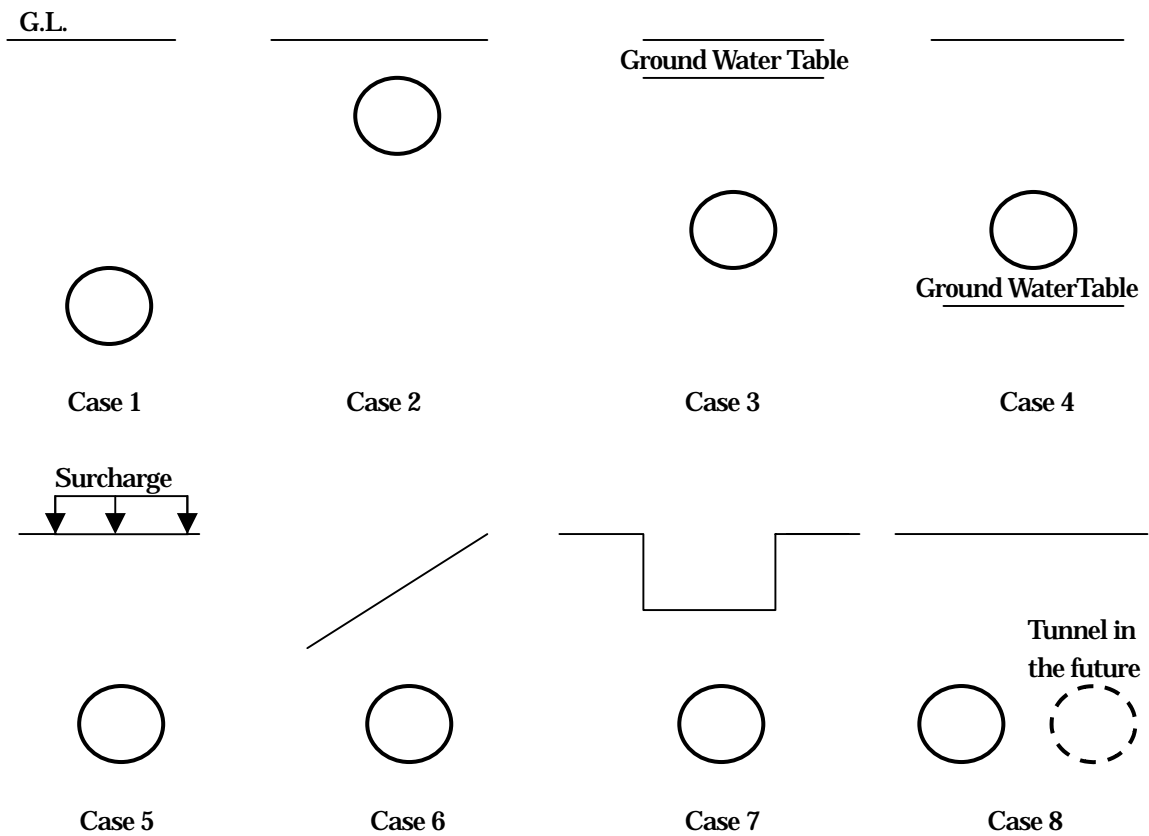 G.L.
Ground Water Table
Ground WaterTable
Case 1
Case 2
Case 3
Case 4
Surcharge
Tunnel in
the future
Case 5
Case 6
Case 7
Case 8